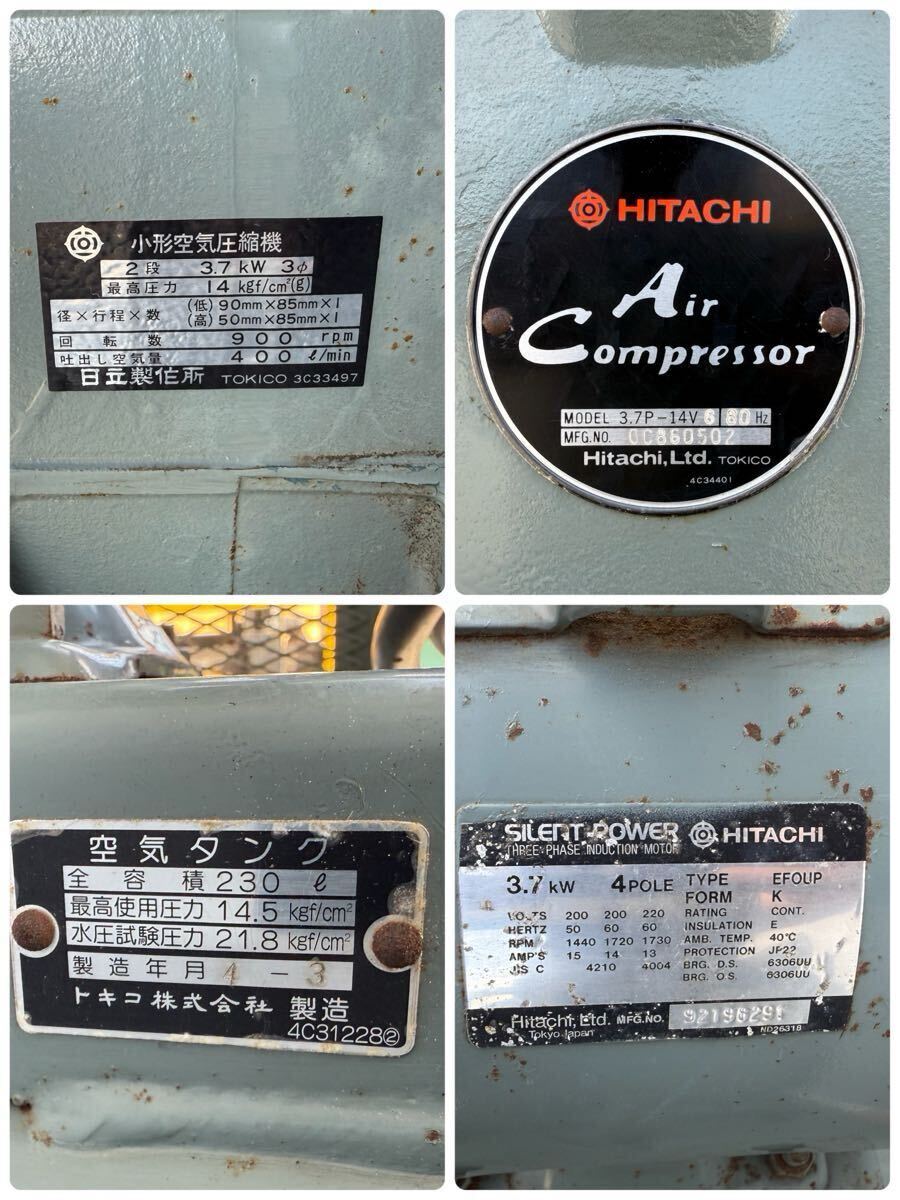 小形空気圧縮機
2段 3.7 kW 3φ
最高圧力 14 kgf/cm²(g)
径×行程×数 (低) 90mm×85mm×1
(高) 50mm×85mm×1
回転数 900 rpm
吐出し空気量 400 ℓ/min
日立製作所 TOKICO 3C33497
HITACHI
Air
Compressor
MODEL 3.7P-14V 6 60 Hz
MFG.NO. 0C860502
Hitachi, Ltd. TOKICO
4C34401
空気タンク
全容積 230 ℓ
最高使用圧力 14.5 kgf/cm²
水圧試験圧力 21.8 kgf/cm²
製造年月 4-3
トキコ株式会社 製造
4C31228②
SILENT-POWER HITACHI
THREE-PHASE INDUCTION MOTOR
3.7 kW 4 POLE
VOLTS 200 200 220
HERTZ 50 60 60
RPM 1440 1720 1730
AMP'S 15 14 13
JIS C 4210 4004
TYPE EFOUP
FORM K
RATING CONT.
INSULATION E
AMB. TEMP. 40°C
PROTECTION JP22
BRG. D.S. 6306UU
BRG. O.S. 6306UU
Hitachi, Ltd. MFG.NO.
Tokyo Japan ND26318